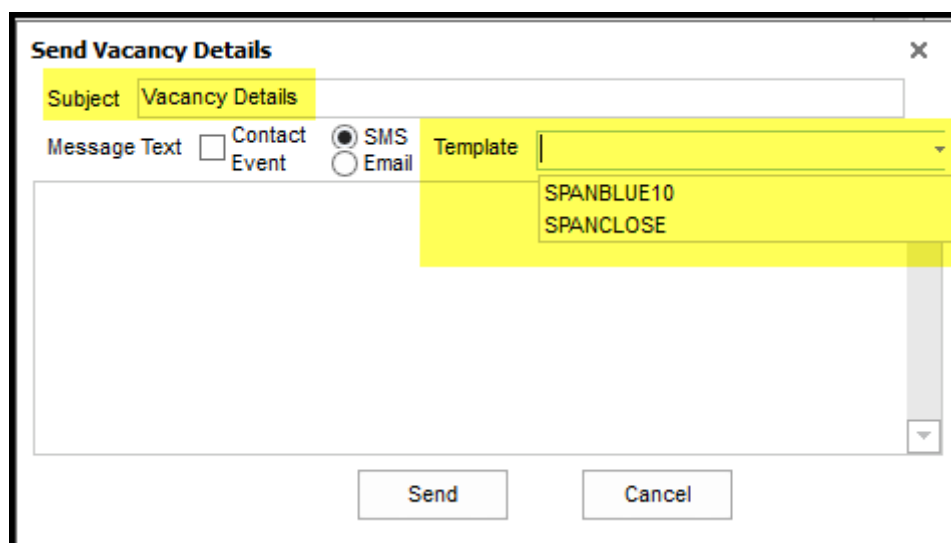 Send Vacancy Details
Subject Vacancy Details
Message Text Contact Event SMS Email Template
SPANBLUE10
SPANCLOSE
Send Cancel